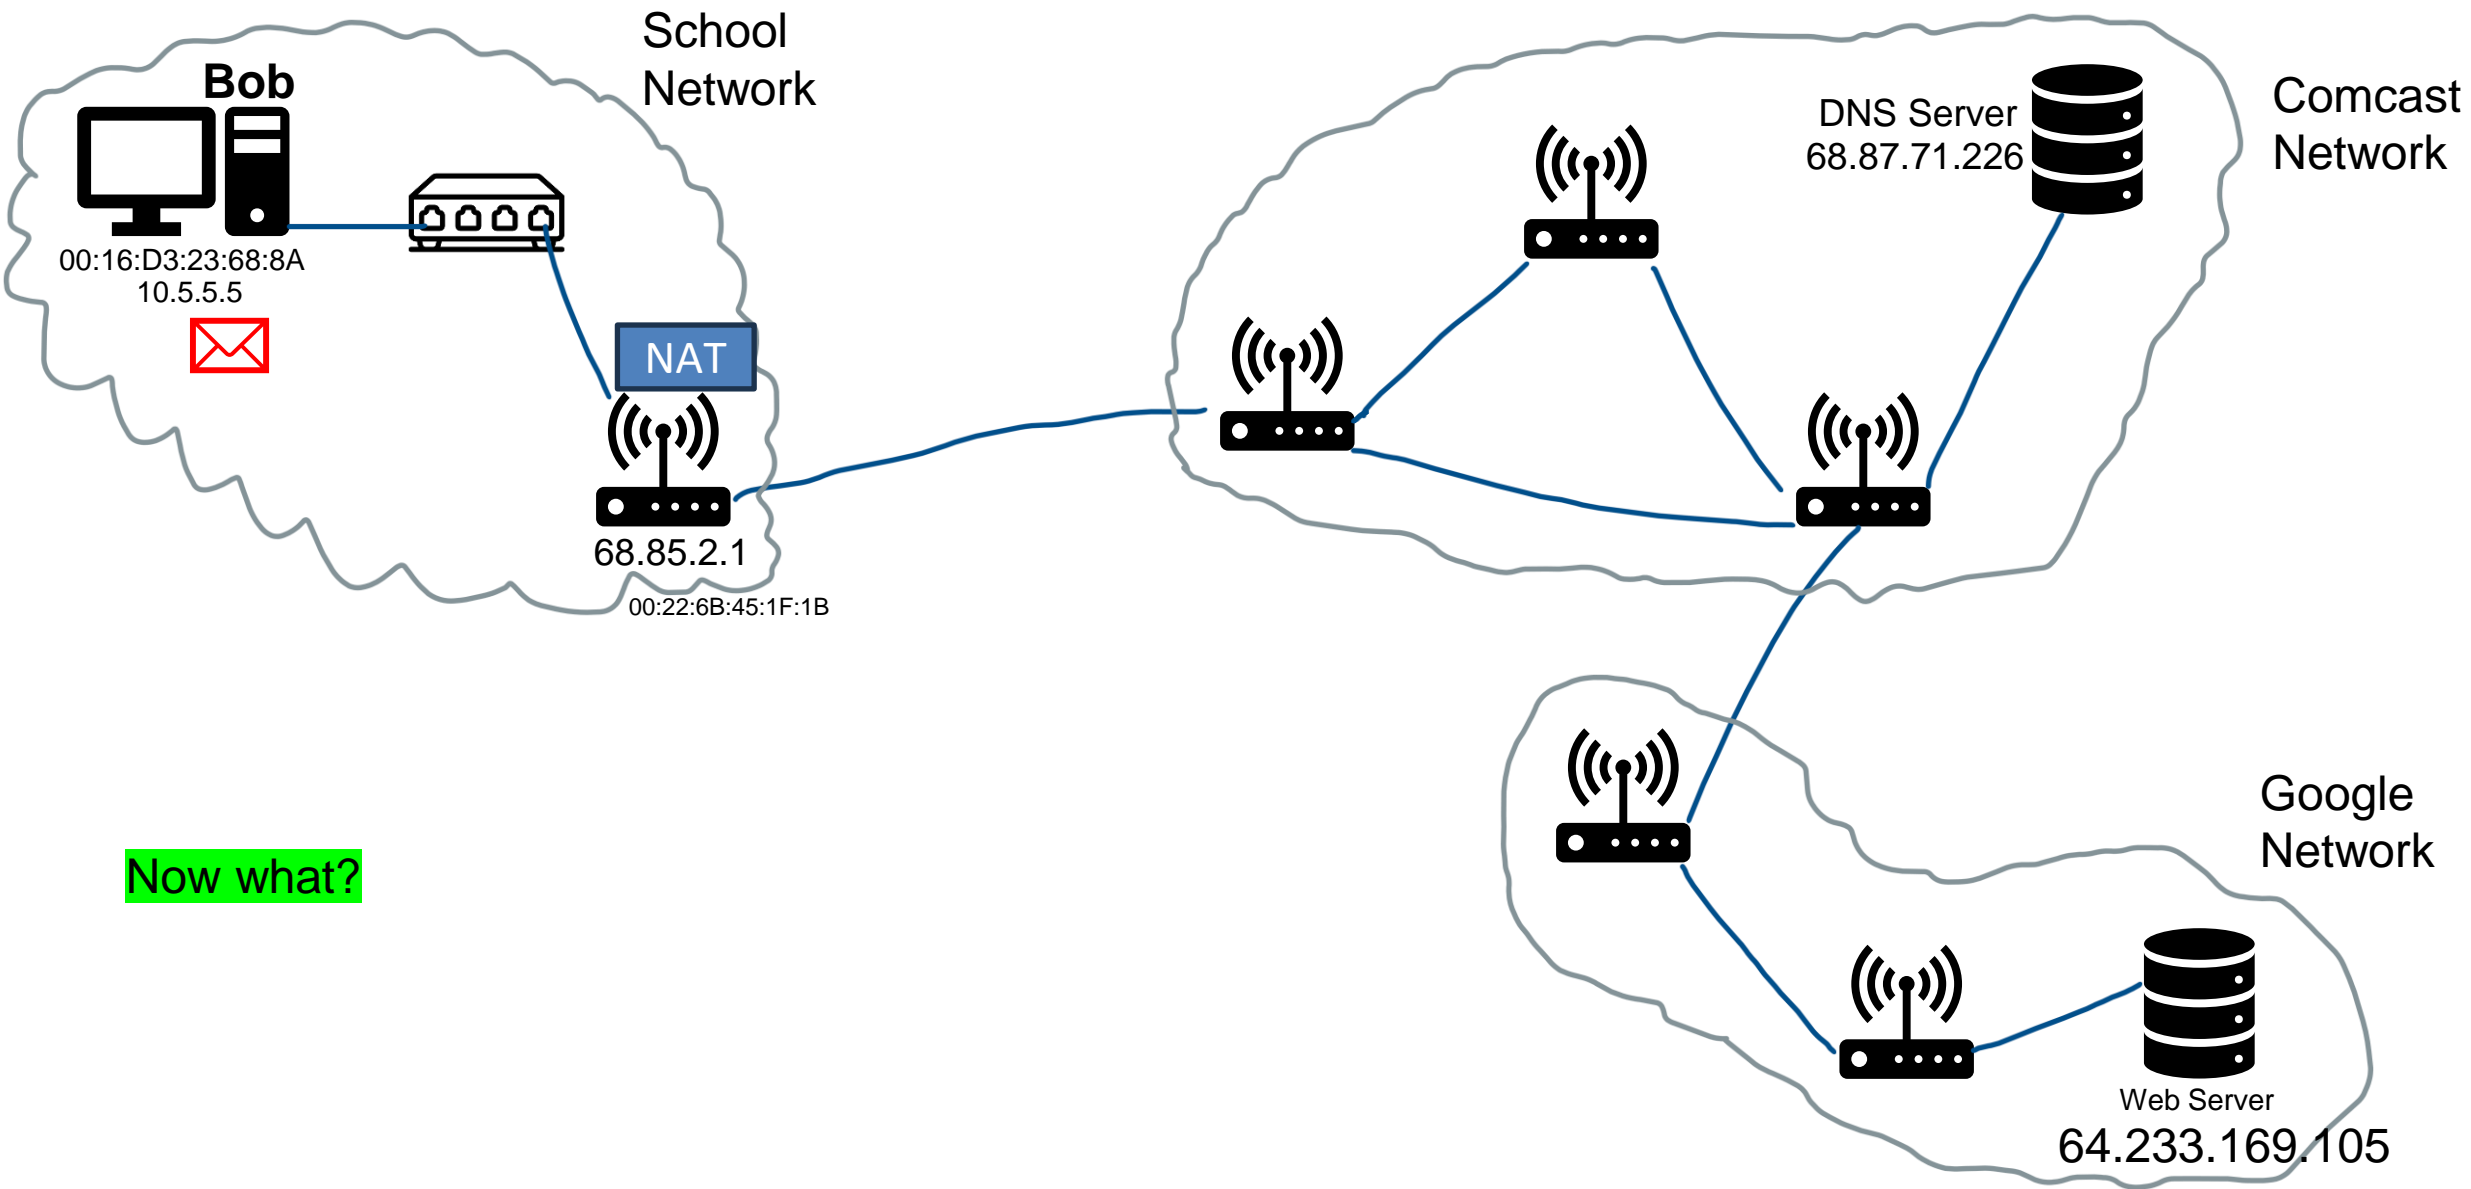 School
Network
Bob
00:16:D3:23:68:8A
10.5.5.5
NAT
68.85.2.1
00:22:6B:45:1F:1B
DNS Server
68.87.71.226
Comcast
Network
Now what?
Google
Network
Web Server
64.233.169.105